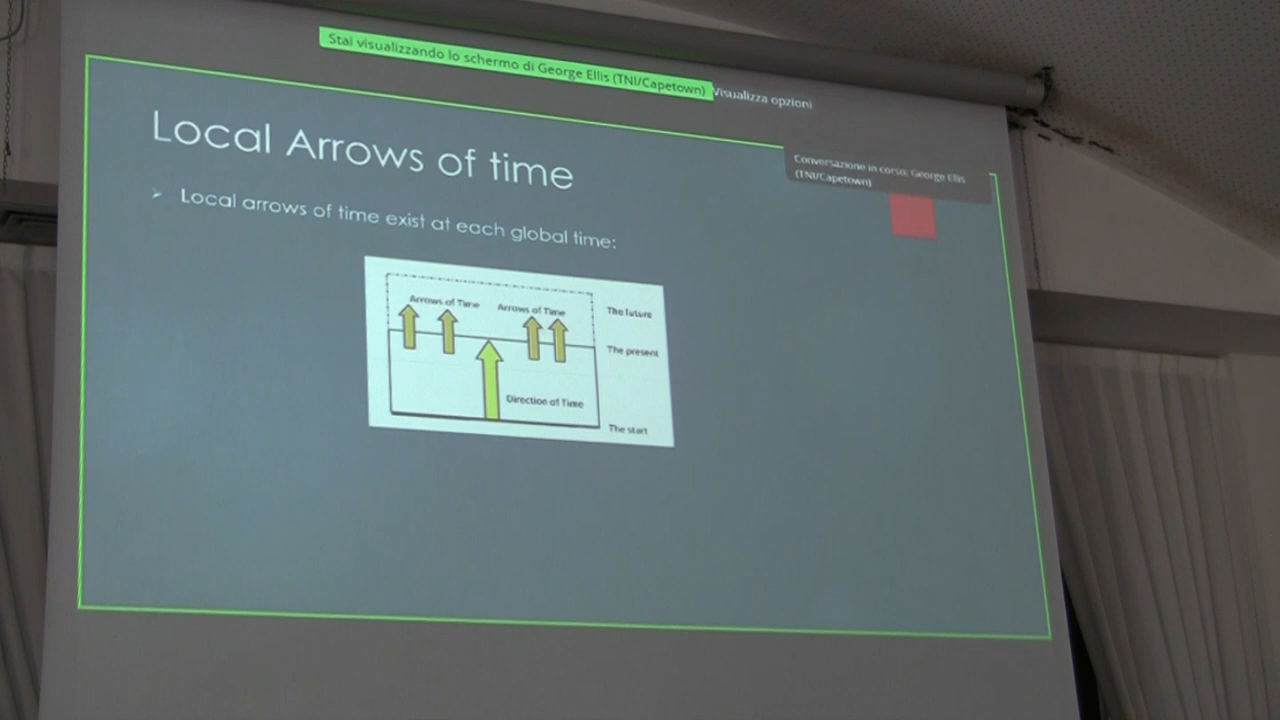 Stai visualizzando lo schermo di George Ellis (TNI/Capetown)
Visualizza opzioni
Conversazione in corso: George Ellis
(TNI/Capetown)
Local Arrows of time
Local arrows of time exist at each global time:
Arrows of Time
Arrows of Time
The future
The present
Direction of Time
The start